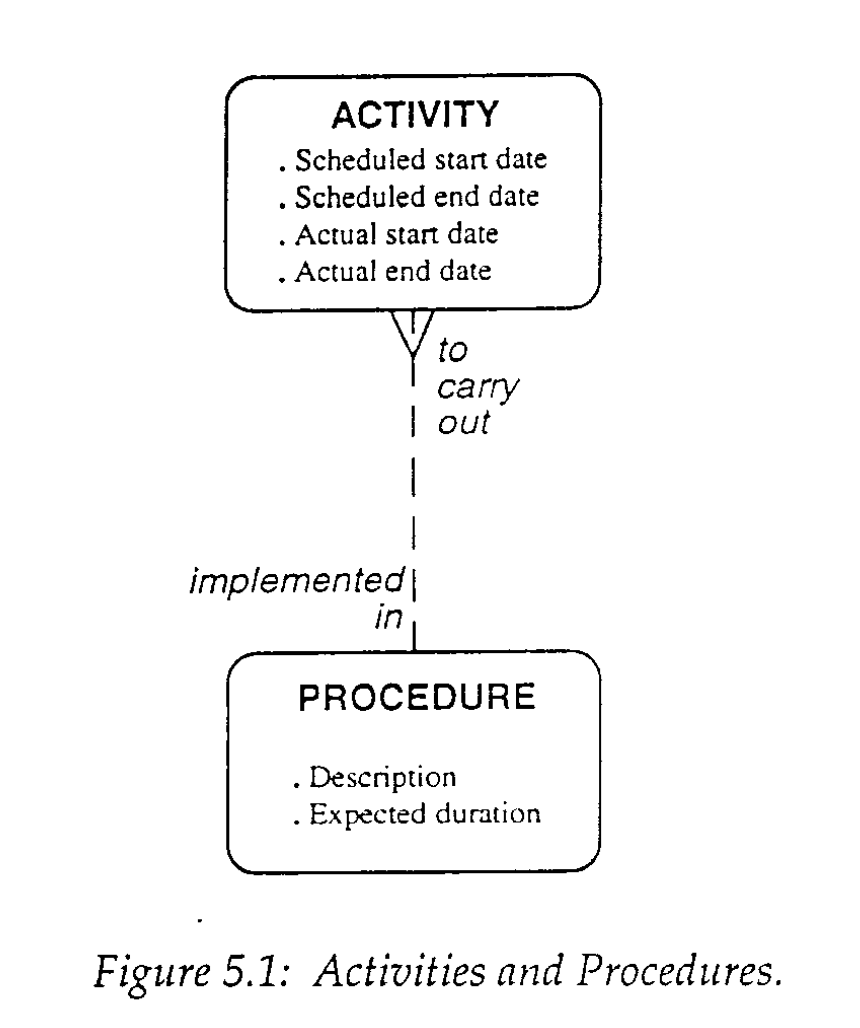 ACTIVITY
. Scheduled start date
. Scheduled end date
. Actual start date
. Actual end date
to
carry
out
implemented
in
PROCEDURE
. Description
. Expected duration
Figure 5.1: Activities and Procedures.